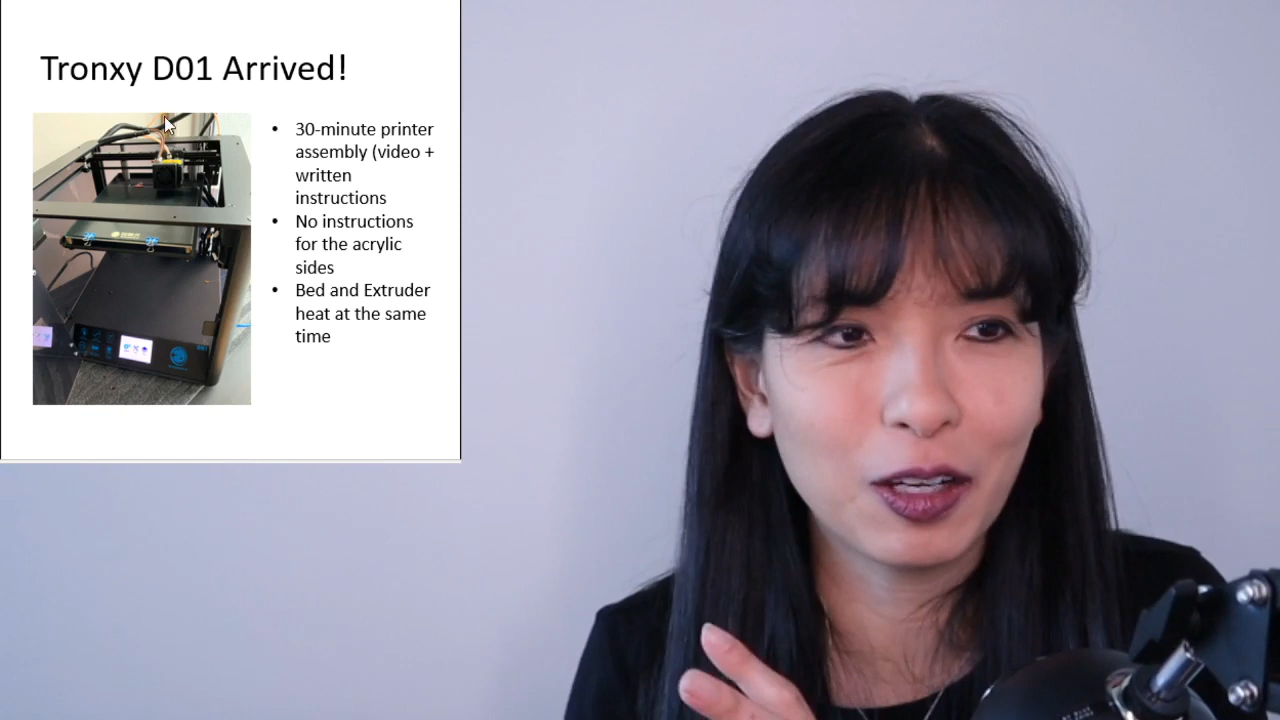 Tronxy D01 Arrived!
• 30-minute printer
assembly (video +
written
instructions
• No instructions
for the acrylic
sides
• Bed and Extruder
heat at the same
time